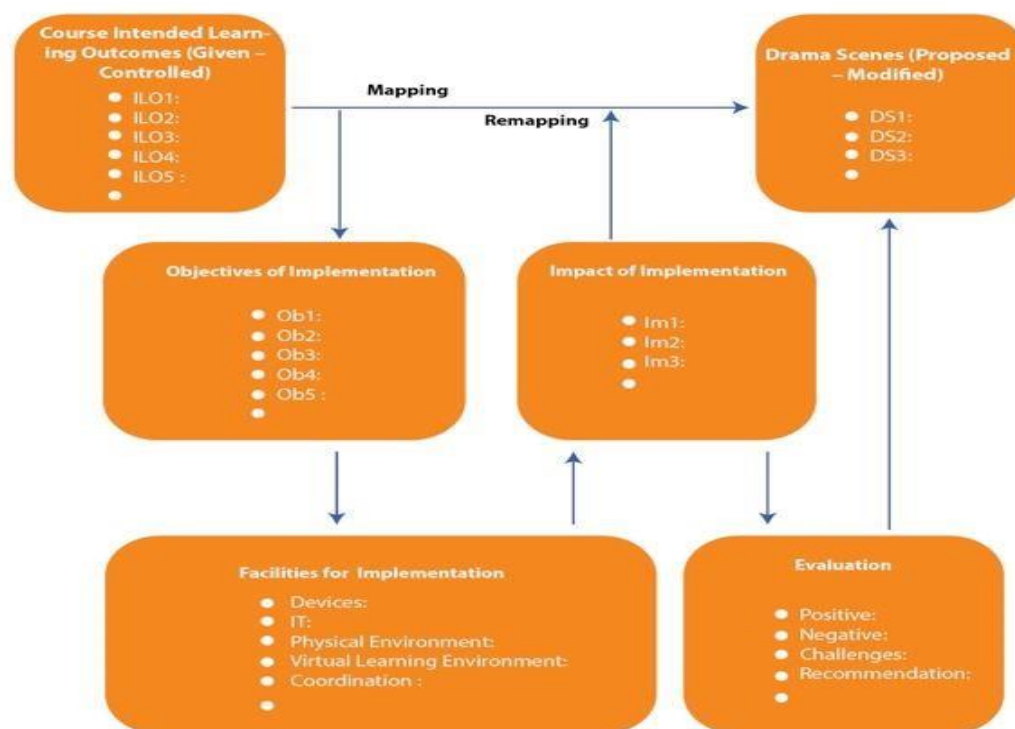 Course Intended Learn-
ing Outcomes (Given –
Controlled)
ILO1:
ILO2:
ILO3:
ILO4:
ILO5 :
Mapping
Remapping
Drama Scenes (Proposed
– Modified)
DS1:
DS2:
DS3:
Objectives of Implementation
Ob1:
Ob2:
Ob3:
Ob4:
Ob5 :
Impact of Implementation
Im1:
Im2:
Im3:
Facilities for Implementation
Devices:
IT:
Physical Environment:
Virtual Learning Environment:
Coordination :
Evaluation
Positive:
Negative:
Challenges:
Recommendation: